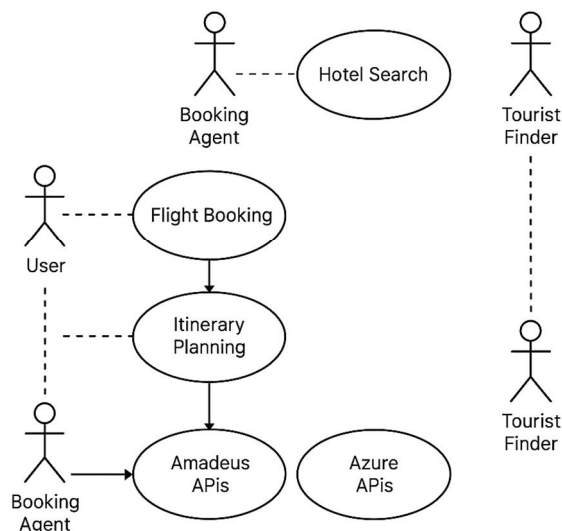 Hotel Search
Booking
Agent
Tourist
Finder
Flight Booking
User
Itinerary
Planning
Tourist
Finder
Amadeus
APis
Azure
APis
Booking
Agent